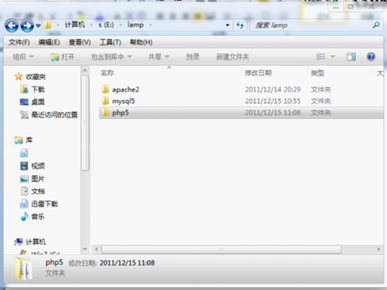 计算机 ▸ s (E:) ▸ lamp ▸
搜索 lamp
文件(F) 编辑(E) 查看(V) 工具(T) 帮助(H)
组织 打开 包含到库中 共享 刻录 新建文件夹
收藏夹
下载
桌面
最近访问的位置
库
视频
图片
文档
迅雷下载
音乐
计算机
名称 修改日期 类型
apache2 2011/12/14 20:29 文件夹
mysql5 2011/12/15 10:55 文件夹
php5 2011/12/15 11:08 文件夹
php5 修改日期: 2011/12/15 11:08
文件夹